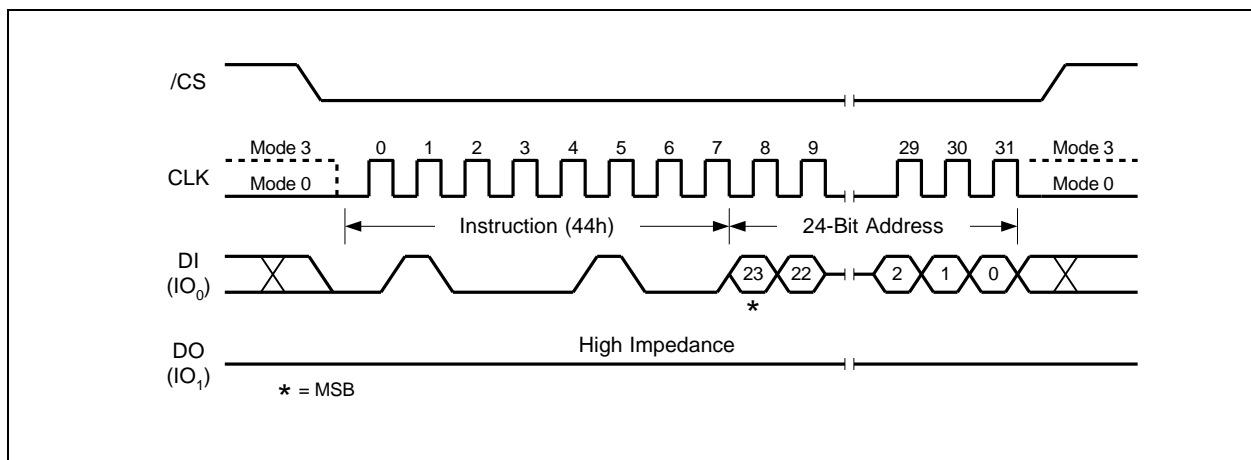 /CS
Mode 3 0 1 2 3 4 5 6 7 8 9 29 30 31 Mode 3
CLK
Mode 0 Mode 0
Instruction (44h) 24-Bit Address
DI
(IO0)
23 22 2 1 0
*
High Impedance
DO
(IO1)
* = MSB